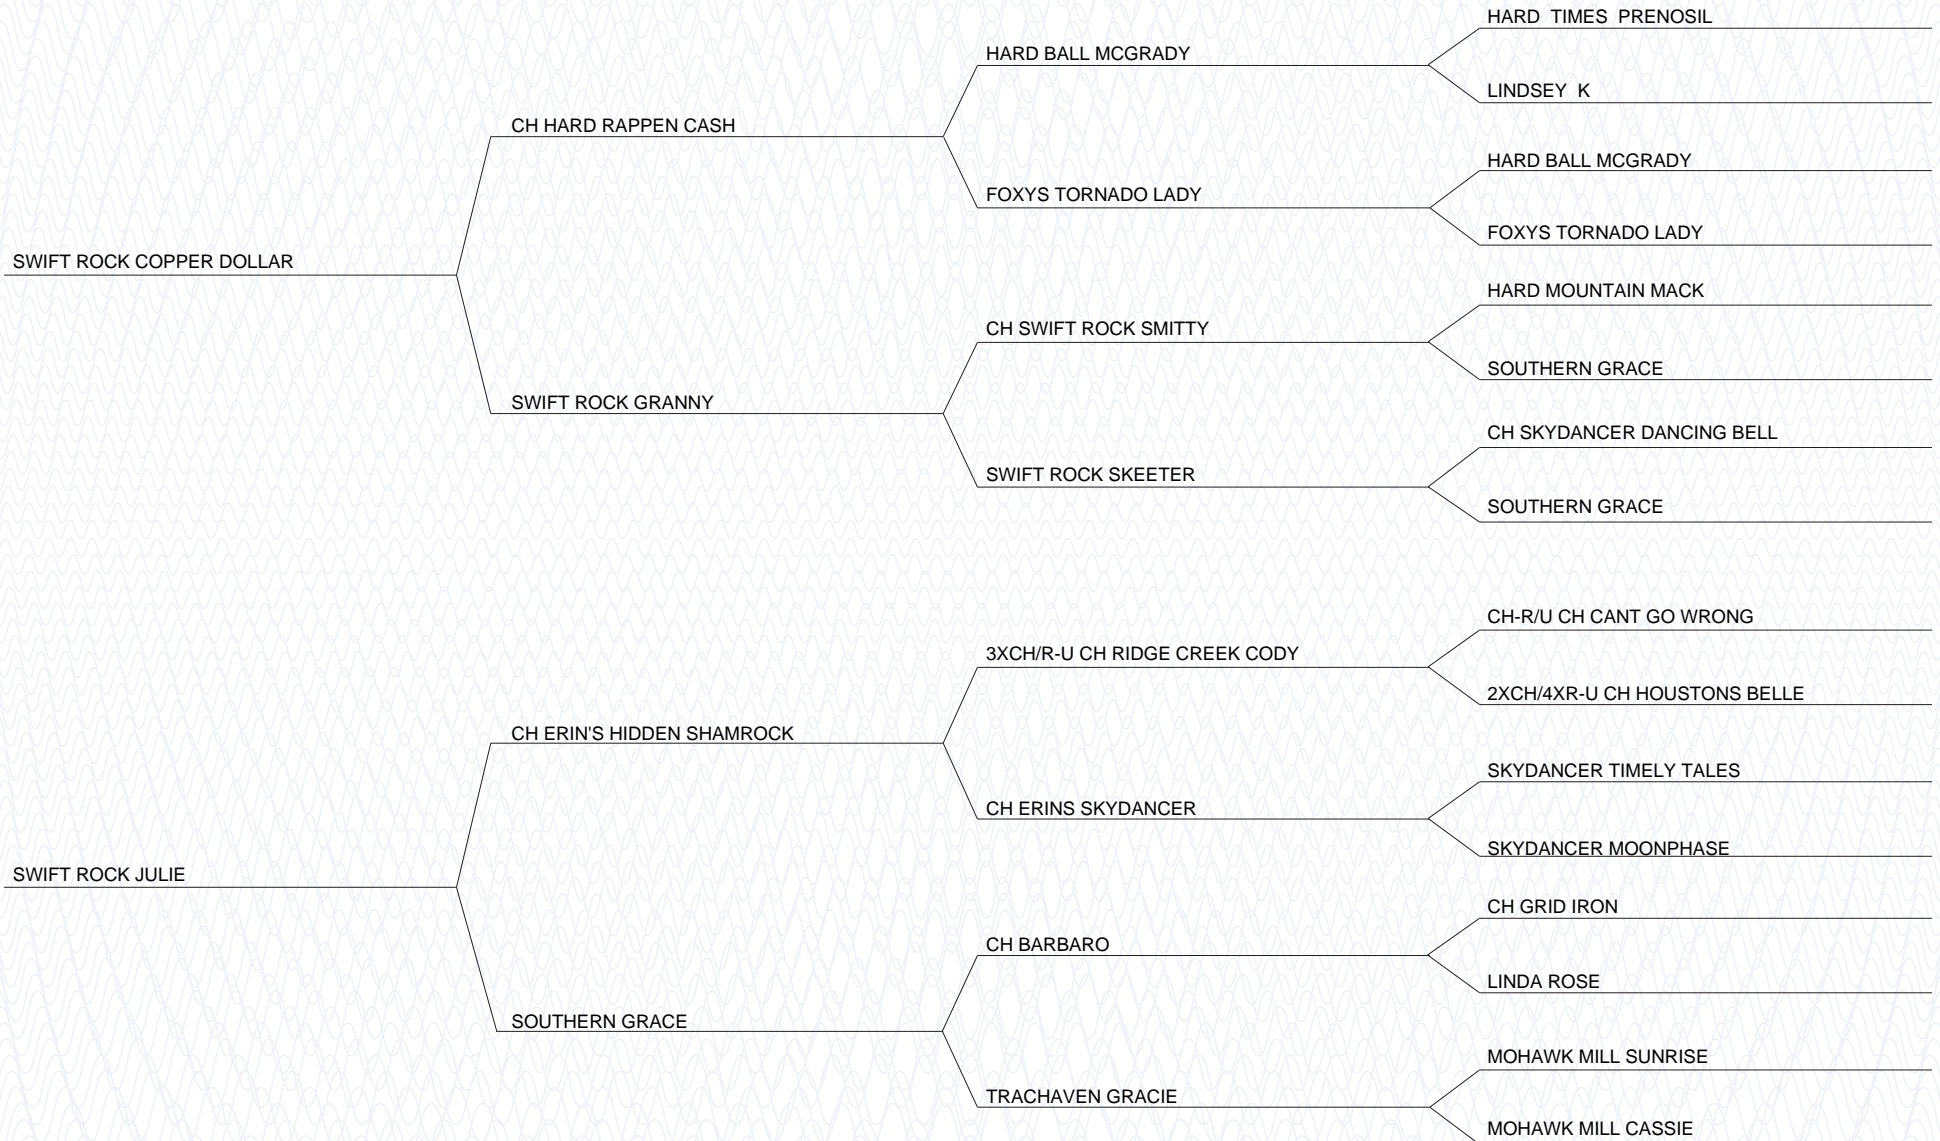 HARD  TIMES  PRENOSIL
HARD BALL MCGRADY
LINDSEY  K
CH HARD RAPPEN CASH
HARD BALL MCGRADY
FOXYS TORNADO LADY
FOXYS TORNADO LADY
SWIFT ROCK COPPER DOLLAR
HARD MOUNTAIN MACK
CH SWIFT ROCK SMITTY
SOUTHERN GRACE
SWIFT ROCK GRANNY
CH SKYDANCER DANCING BELL
SWIFT ROCK SKEETER
SOUTHERN GRACE
CH-R/U CH CANT GO WRONG
3XCH/R-U CH RIDGE CREEK CODY
2XCH/4XR-U CH HOUSTONS BELLE
CH ERIN'S HIDDEN SHAMROCK
SKYDANCER TIMELY TALES
CH ERINS SKYDANCER
SKYDANCER MOONPHASE
SWIFT ROCK JULIE
CH GRID IRON
CH BARBARO
LINDA ROSE
SOUTHERN GRACE
MOHAWK MILL SUNRISE
TRACHAVEN GRACIE
MOHAWK MILL CASSIE